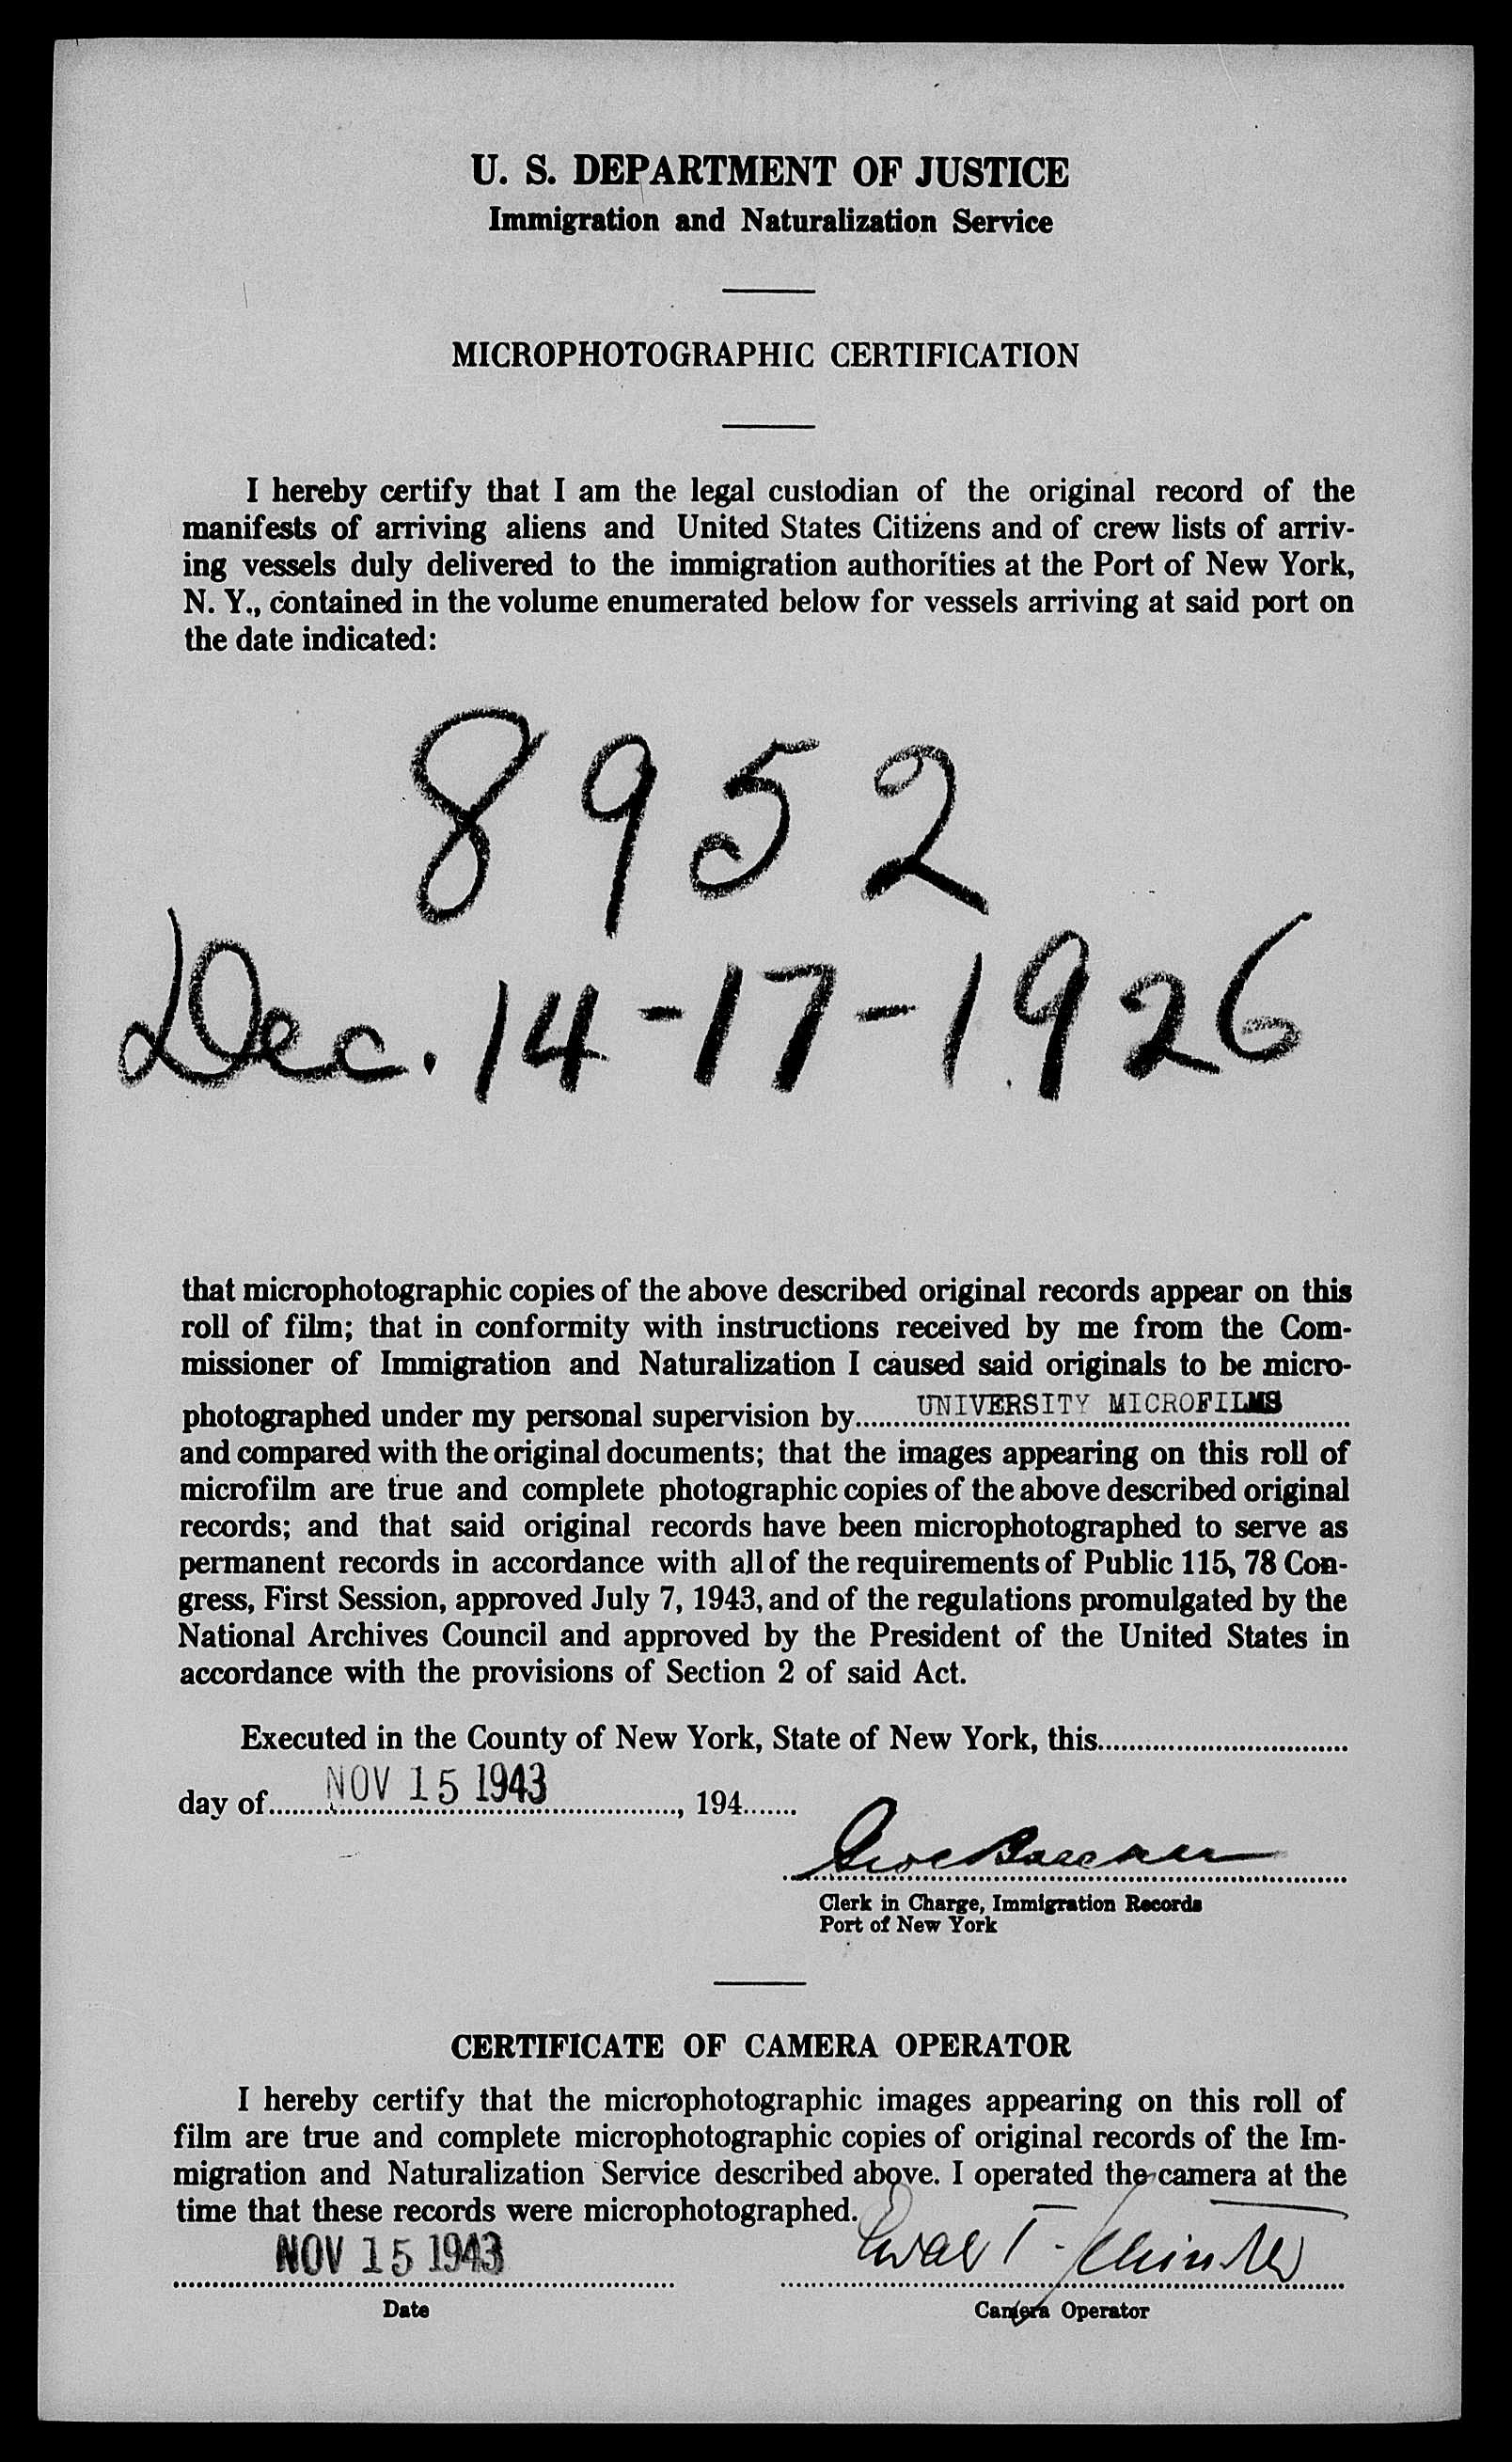 U. S. DEPARTMENT OF JUSTICE
Immigration and Naturalization Service
MICROPHOTOGRAPHIC CERTIFICATION
I hereby certify that I am the legal custodian of the original record of the
manifests of arriving aliens and United States Citizens and of crew lists of arriv-
ing vessels duly delivered to the immigration authorities at the Port of New York,
N. Y., contained in the volume enumerated below for vessels arriving at said port on
the date indicated:
8952
Dec. 14-17-1926
that microphotographic copies of the above described original records appear on this
roll of film; that in conformity with instructions received by me from the Com-
missioner of Immigration and Naturalization I caused said originals to be micro-
photographed under my personal supervision by UNIVERSITY MICROFILMS
and compared with the original documents; that the images appearing on this roll of
microfilm are true and complete photographic copies of the above described original
records; and that said original records have been microphotographed to serve as
permanent records in accordance with all of the requirements of Public 115, 78 Con-
gress, First Session, approved July 7, 1943, and of the regulations promulgated by the
National Archives Council and approved by the President of the United States in
accordance with the provisions of Section 2 of said Act.
Executed in the County of New York, State of New York, this
day of NOV 15 1943, 194
Clerk in Charge, Immigration Records
Port of New York
CERTIFICATE OF CAMERA OPERATOR
I hereby certify that the microphotographic images appearing on this roll of
film are true and complete microphotographic copies of original records of the Im-
migration and Naturalization Service described above. I operated the camera at the
time that these records were microphotographed.
NOV 15 1943
Date
Camera Operator